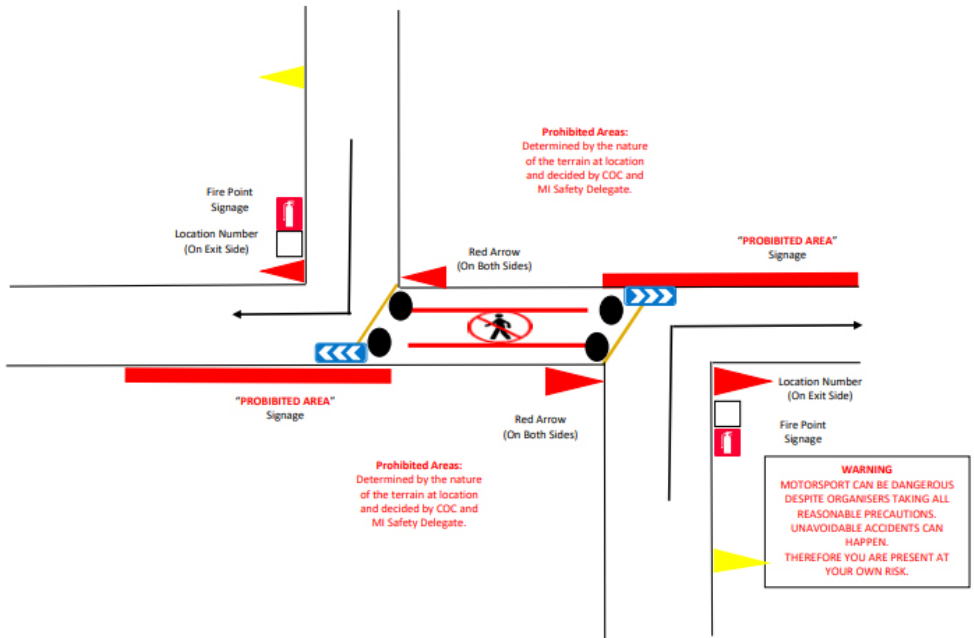 Prohibited Areas:
Determined by the nature
of the terrain at location
and decided by COC and
MI Safety Delegate.
Fire Point
Signage
Location Number
(On Exit Side)
Red Arrow
(On Both Sides)
"PROBIBITED AREA"
Signage
"PROBIBITED AREA"
Signage
Red Arrow
(On Both Sides)
Location Number
(On Exit Side)
Fire Point
Signage
Prohibited Areas:
Determined by the nature
of the terrain at location
and decided by COC and
MI Safety Delegate.
WARNING
MOTORSPORT CAN BE DANGEROUS
DESPITE ORGANISERS TAKING ALL
REASONABLE PRECAUTIONS.
UNAVOIDABLE ACCIDENTS CAN
HAPPEN.
THEREFORE YOU ARE PRESENT AT
YOUR OWN RISK.